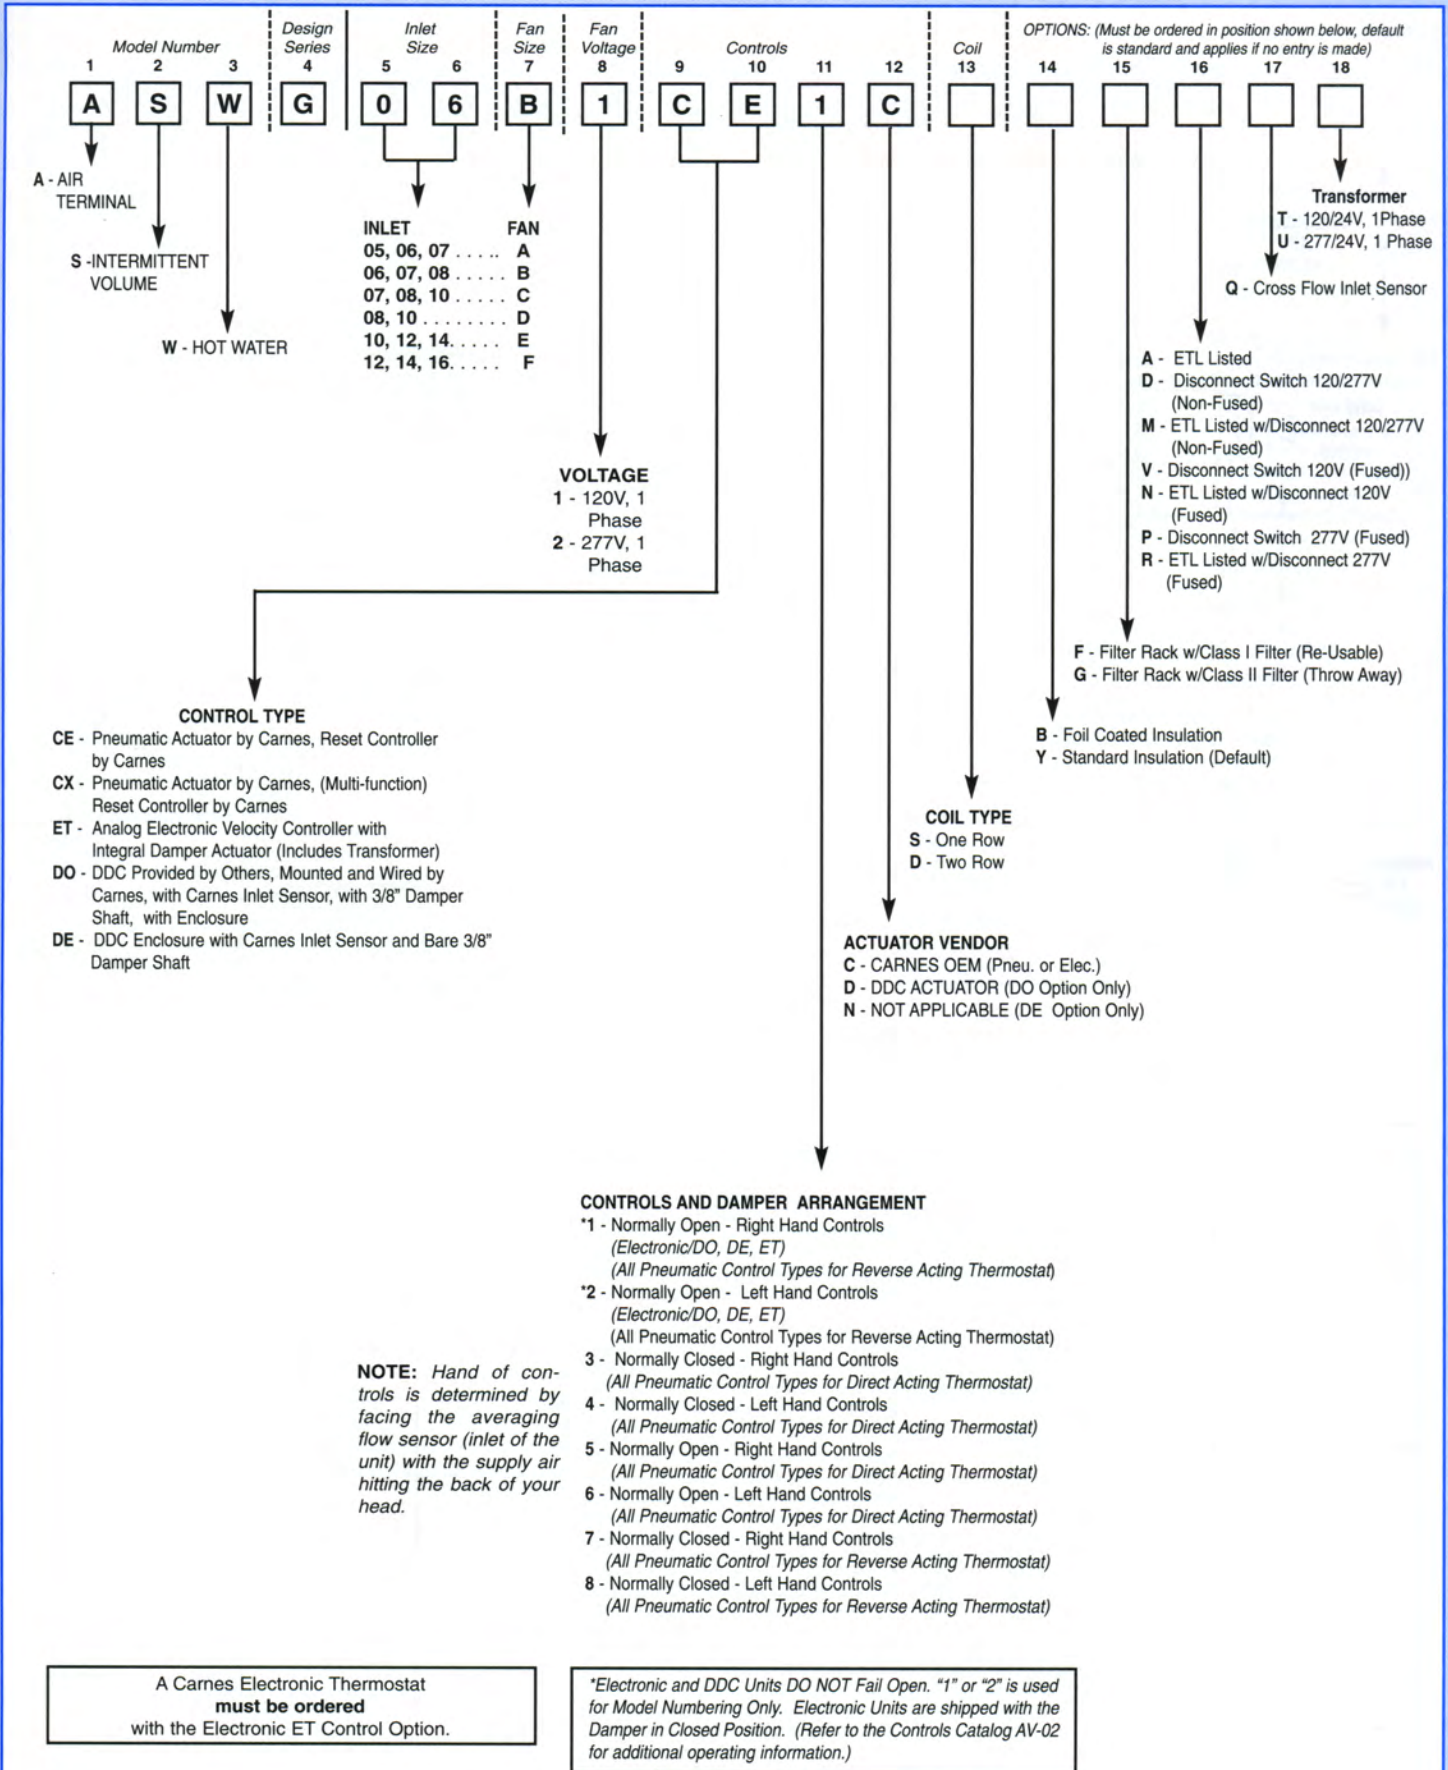 Model Number
Design
Series
Inlet
Size
Fan
Size
Fan
Voltage
Controls
Coil
OPTIONS: (Must be ordered in position shown below, default
is standard and applies if no entry is made)
1 2 3 4 5 6 7 8 9 10 11 12 13 14 15 16 17 18
A S W G 0 6 B 1 C E 1 C
A - AIR
TERMINAL
S -INTERMITTENT
VOLUME
W - HOT WATER
INLET FAN
05, 06, 07 . . . . . A
06, 07, 08 . . . . . B
07, 08, 10 . . . . . C
08, 10 . . . . . . . . D
10, 12, 14. . . . . E
12, 14, 16. . . . . F
VOLTAGE
1 - 120V, 1
Phase
2 - 277V, 1
Phase
Transformer
T - 120/24V, 1Phase
U - 277/24V, 1 Phase
Q - Cross Flow Inlet Sensor
A - ETL Listed
D - Disconnect Switch 120/277V
(Non-Fused)
M - ETL Listed w/Disconnect 120/277V
(Non-Fused)
V - Disconnect Switch 120V (Fused))
N - ETL Listed w/Disconnect 120V
(Fused)
P - Disconnect Switch 277V (Fused)
R - ETL Listed w/Disconnect 277V
(Fused)
F - Filter Rack w/Class I Filter (Re-Usable)
G - Filter Rack w/Class II Filter (Throw Away)
B - Foil Coated Insulation
Y - Standard Insulation (Default)
COIL TYPE
S - One Row
D - Two Row
CONTROL TYPE
CE - Pneumatic Actuator by Carnes, Reset Controller
by Carnes
CX - Pneumatic Actuator by Carnes, (Multi-function)
Reset Controller by Carnes
ET - Analog Electronic Velocity Controller with
Integral Damper Actuator (Includes Transformer)
DO - DDC Provided by Others, Mounted and Wired by
Carnes, with Carnes Inlet Sensor, with 3/8" Damper
Shaft, with Enclosure
DE - DDC Enclosure with Carnes Inlet Sensor and Bare 3/8"
Damper Shaft
ACTUATOR VENDOR
C - CARNES OEM (Pneu. or Elec.)
D - DDC ACTUATOR (DO Option Only)
N - NOT APPLICABLE (DE Option Only)
CONTROLS AND DAMPER ARRANGEMENT
*1 - Normally Open - Right Hand Controls
(Electronic/DO, DE, ET)
(All Pneumatic Control Types for Reverse Acting Thermostat)
*2 - Normally Open - Left Hand Controls
(Electronic/DO, DE, ET)
(All Pneumatic Control Types for Reverse Acting Thermostat)
3 - Normally Closed - Right Hand Controls
(All Pneumatic Control Types for Direct Acting Thermostat)
4 - Normally Closed - Left Hand Controls
(All Pneumatic Control Types for Direct Acting Thermostat)
5 - Normally Open - Right Hand Controls
(All Pneumatic Control Types for Direct Acting Thermostat)
6 - Normally Open - Left Hand Controls
(All Pneumatic Control Types for Direct Acting Thermostat)
7 - Normally Closed - Right Hand Controls
(All Pneumatic Control Types for Reverse Acting Thermostat)
8 - Normally Closed - Left Hand Controls
(All Pneumatic Control Types for Reverse Acting Thermostat)
NOTE: Hand of con-
trols is determined by
facing the averaging
flow sensor (inlet of the
unit) with the supply air
hitting the back of your
head.
A Carnes Electronic Thermostat
must be ordered
with the Electronic ET Control Option.
*Electronic and DDC Units DO NOT Fail Open. "1" or "2" is used
for Model Numbering Only. Electronic Units are shipped with the
Damper in Closed Position. (Refer to the Controls Catalog AV-02
for additional operating information.)